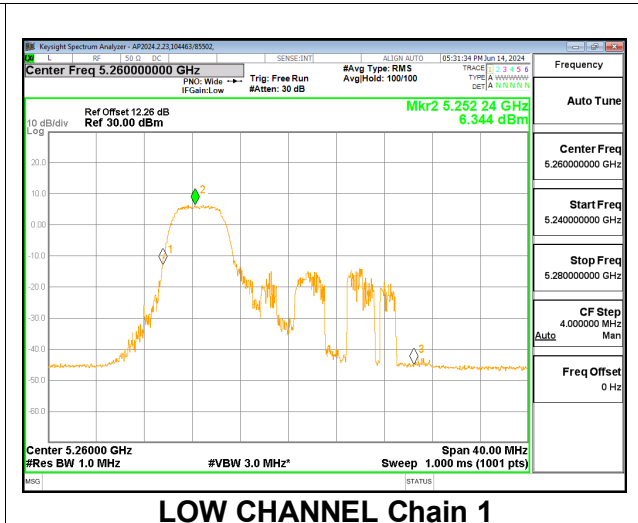 Keysight Spectrum Analyzer - AP2024.2.23,104463/85502,
L RF 50 Ω DC SENSE:INT ALIGN AUTO 05:31:34 PM Jun 14, 2024
Center Freq 5.260000000 GHz
PNO: Wide
IFGain:Low
Trig: Free Run
#Atten: 30 dB
#Avg Type: RMS
Avg|Hold: 100/100
TRACE 1 2 3 4 5 6
TYPE A WWWWW
DET A N N N N N
Frequency
Auto Tune
Center Freq
5.260000000 GHz
Start Freq
5.240000000 GHz
Stop Freq
5.280000000 GHz
CF Step
4.000000 MHz
Auto Man
Freq Offset
0 Hz
Mkr2 5.252 24 GHz
6.344 dBm
Ref Offset 12.26 dB
10 dB/div Ref 30.00 dBm
Log
20.0
10.0
0.00
-10.0
-20.0
-30.0
-40.0
-50.0
-60.0
1
2
3
Center 5.26000 GHz Span 40.00 MHz
#Res BW 1.0 MHz #VBW 3.0 MHz* Sweep 1.000 ms (1001 pts)
MSG STATUS
LOW CHANNEL Chain 1